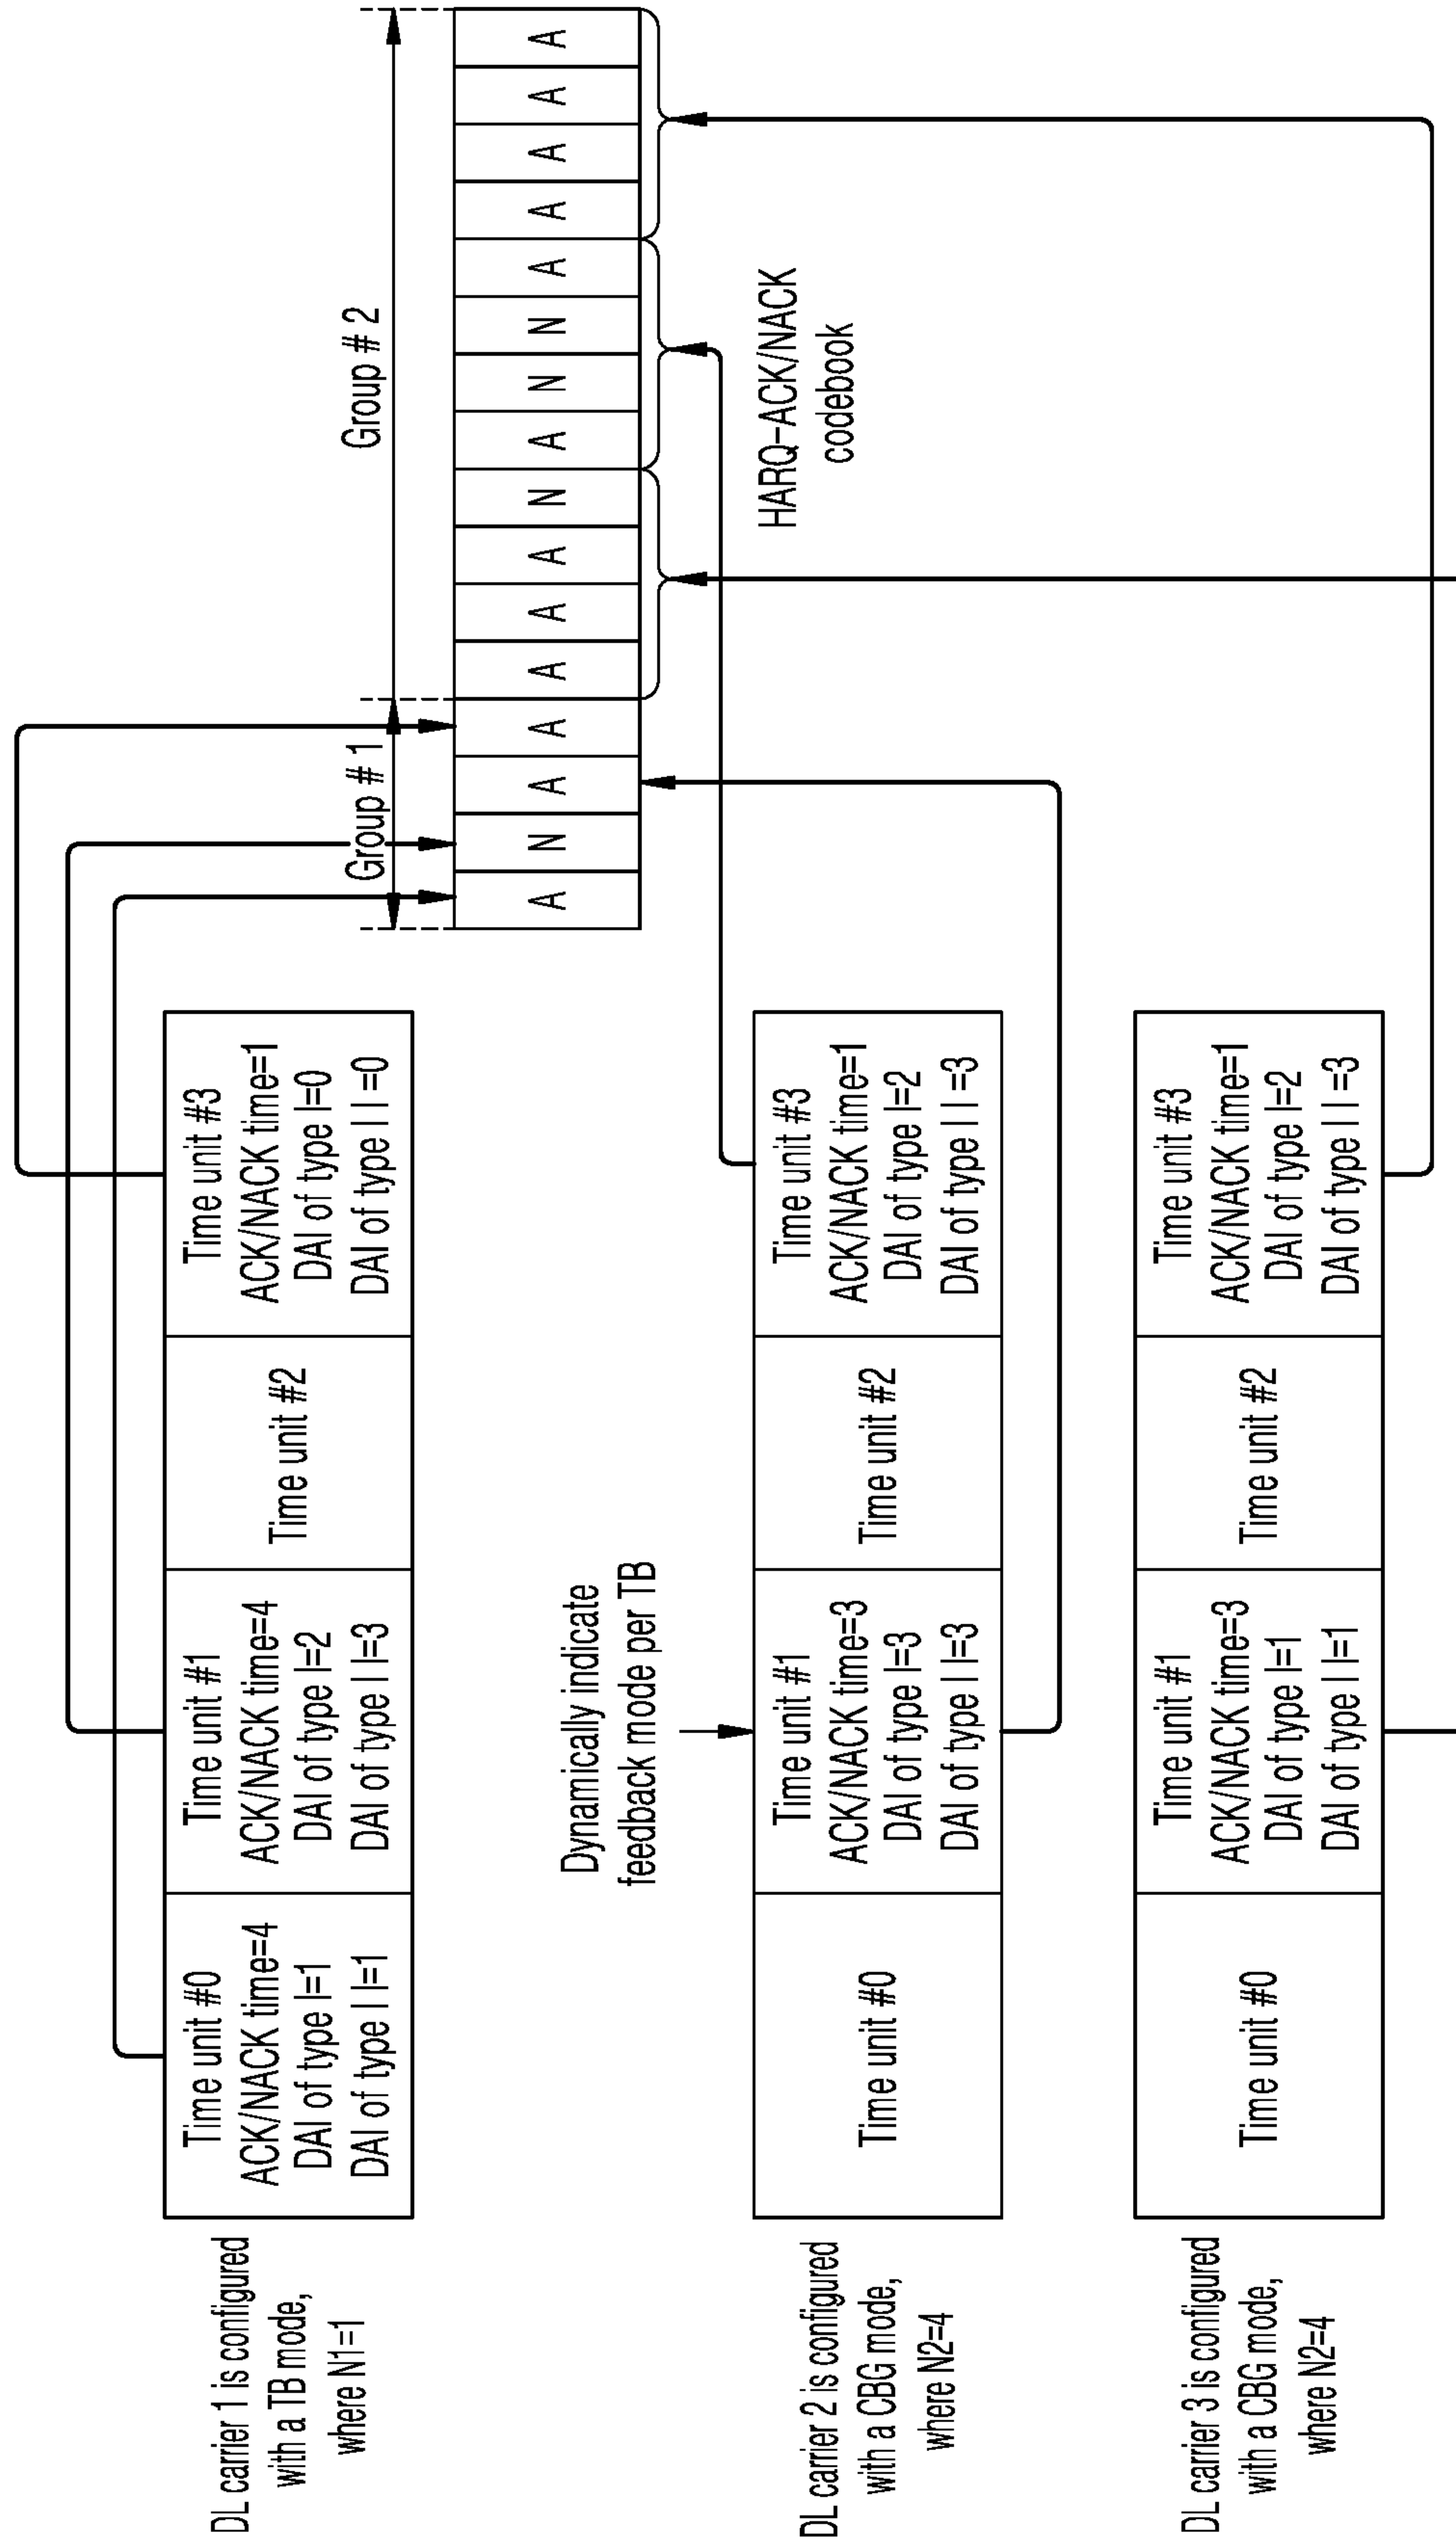 Group # 1
Group # 2
A
N
A
A
A
A
A
N
A
N
N
A
A
A
A
A
HARQ-ACK/NACK
codebook
DL carrier 1 is configured
with a TB mode,
where N1=1
Time unit #0
ACK/NACK time=4
DAI of type I=1
DAI of type I I=1
Time unit #1
ACK/NACK time=4
DAI of type I=2
DAI of type I I=3
Time unit #2
Time unit #3
ACK/NACK time=1
DAI of type I=0
DAI of type I I =0
Dynamically indicate
feedback mode per TB
DL carrier 2 is configured
with a CBG mode,
where N2=4
Time unit #0
Time unit #1
ACK/NACK time=3
DAI of type I=3
DAI of type I I=3
Time unit #2
Time unit #3
ACK/NACK time=1
DAI of type I=2
DAI of type I I =3
DL carrier 3 is configured
with a CBG mode,
where N2=4
Time unit #0
Time unit #1
ACK/NACK time=3
DAI of type I=1
DAI of type I I=1
Time unit #2
Time unit #3
ACK/NACK time=1
DAI of type I=2
DAI of type I I =3